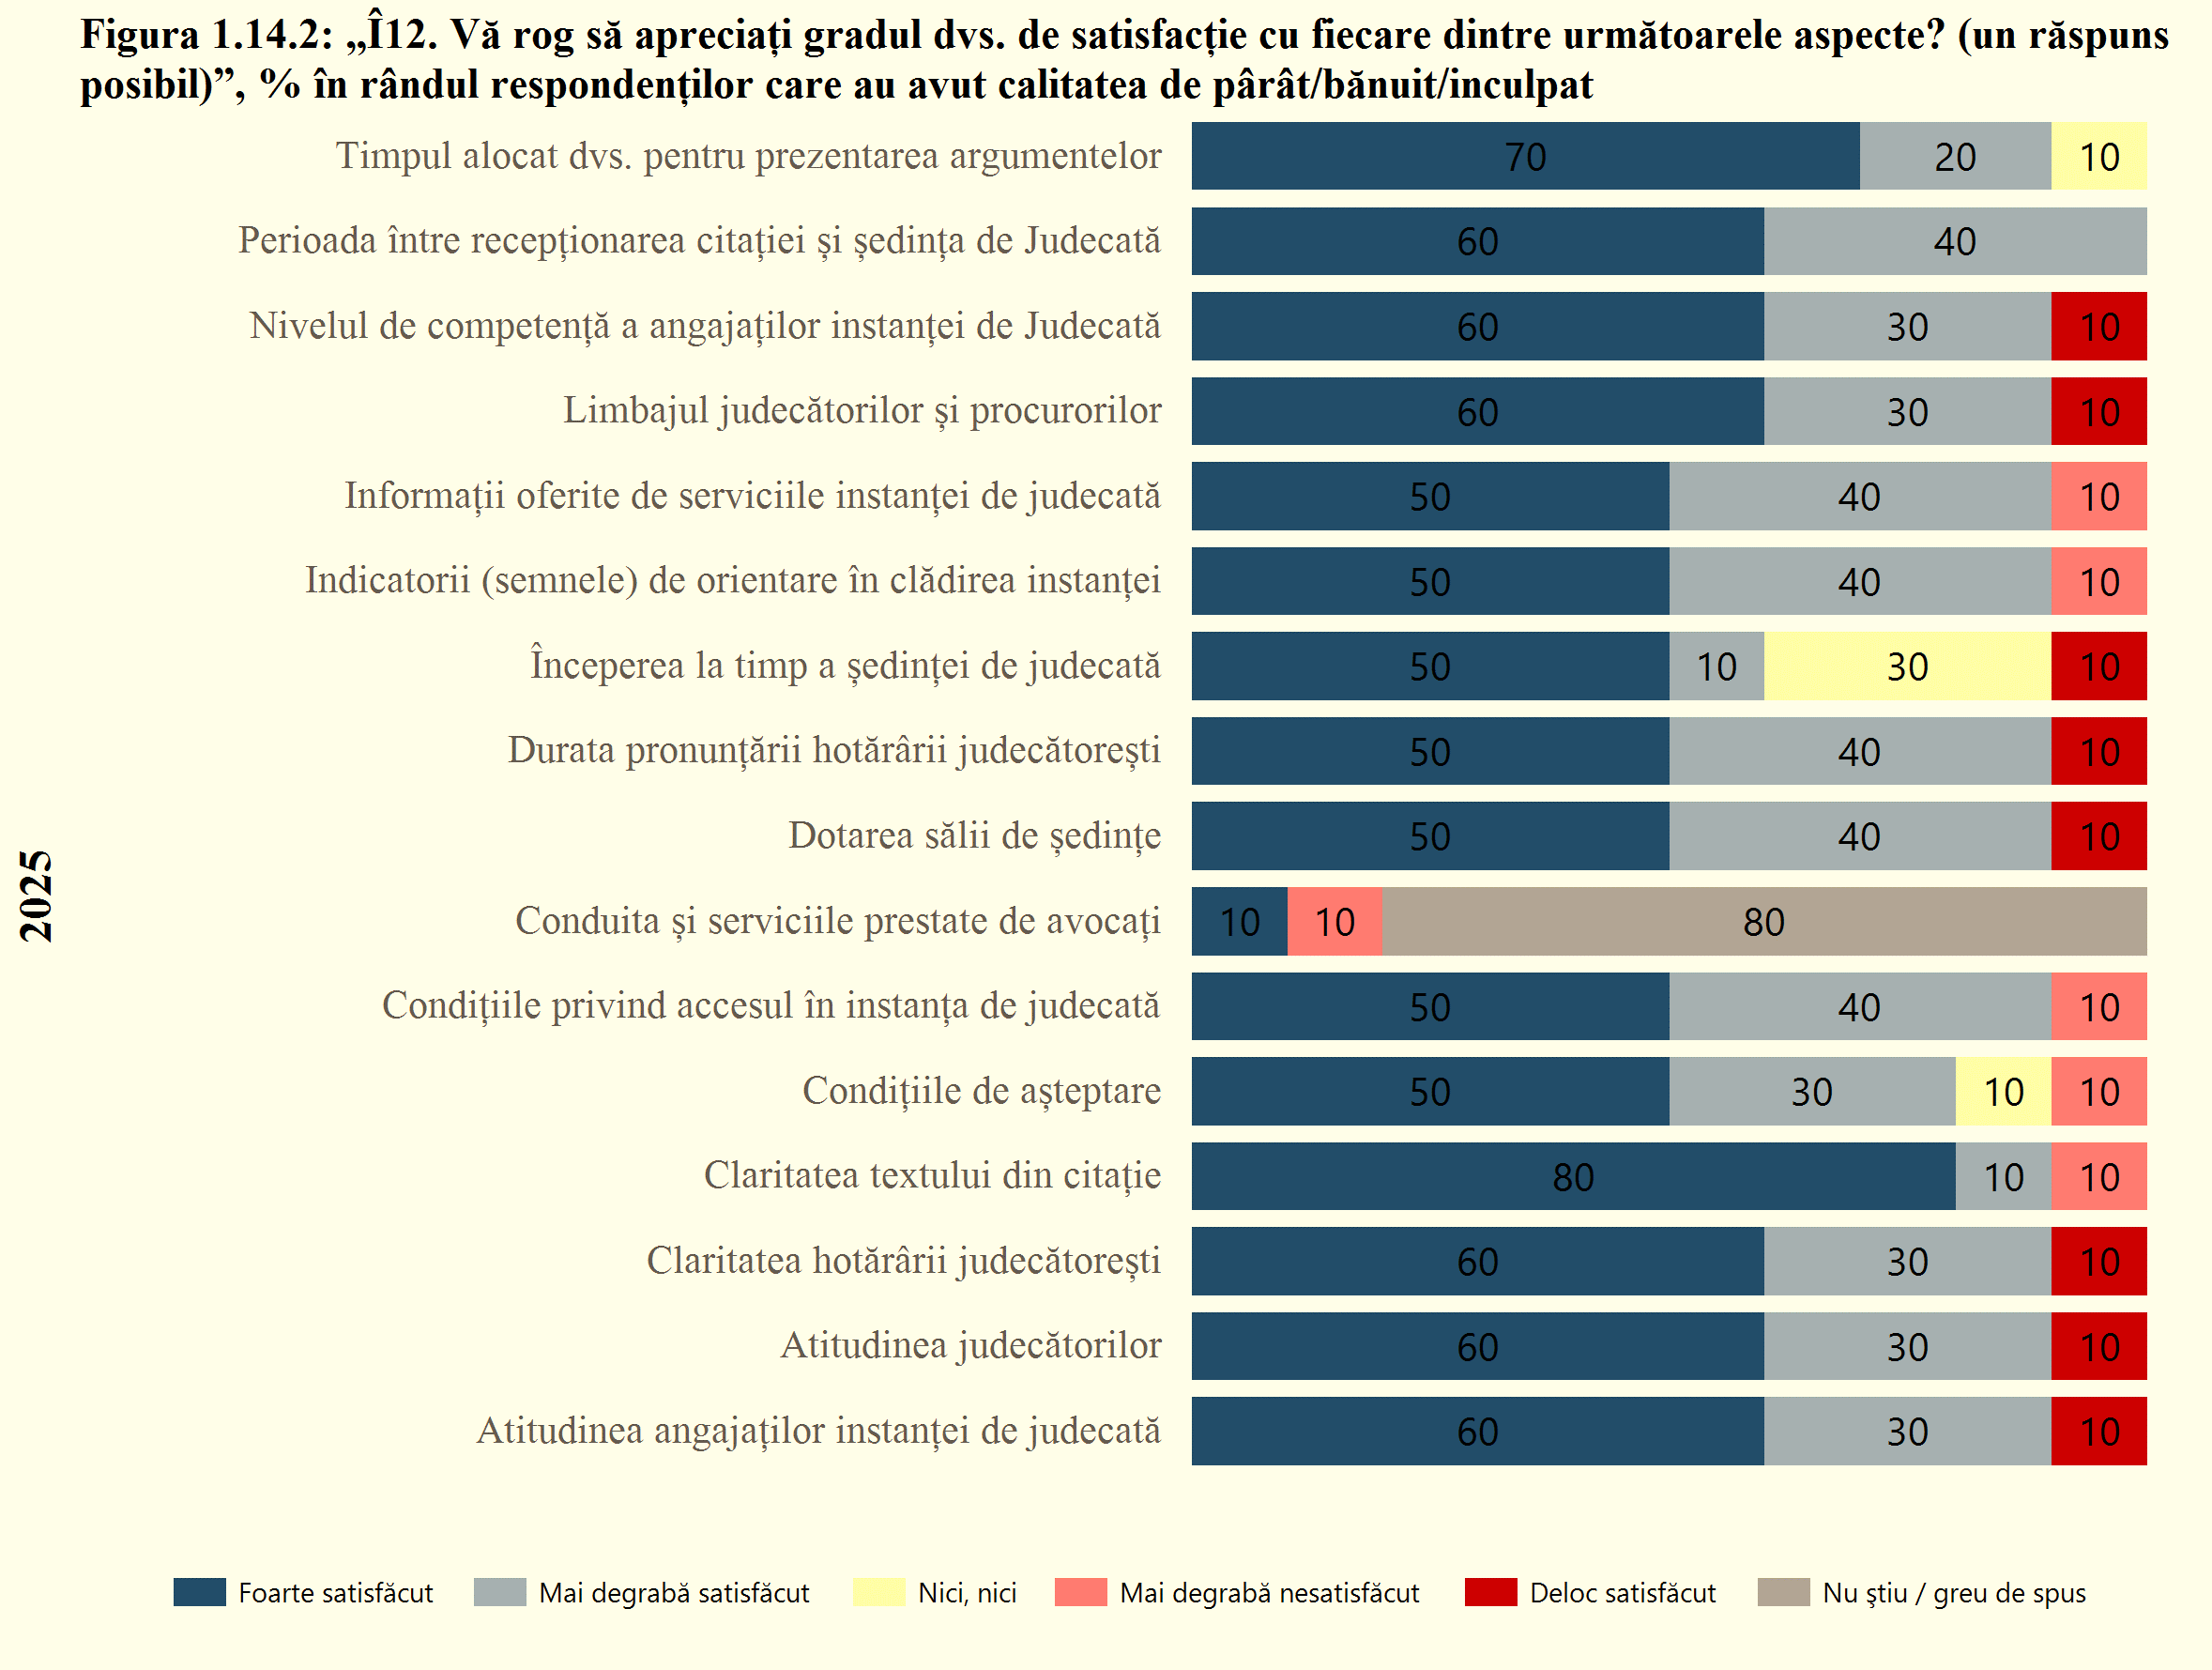 Figura 1.14.2: „Î12. Vă rog să apreciați gradul dvs. de satisfacție cu fiecare dintre următoarele aspecte? (un răspuns
posibil)”, % în rândul respondenților care au avut calitatea de pârât/bănuit/inculpat
Timpul alocat dvs. pentru prezentarea argumentelor 70 20 10
Perioada între recepționarea citației și ședința de Judecată 60 40
Nivelul de competență a angajaților instanței de Judecată 60 30 10
Limbajul judecătorilor și procurorilor 60 30 10
Informații oferite de serviciile instanței de judecată 50 40 10
Indicatorii (semnele) de orientare în clădirea instanței 50 40 10
Începerea la timp a ședinței de judecată 50 10 30 10
Durata pronunțării hotărârii judecătorești 50 40 10
Dotarea sălii de ședințe 50 40 10
2025
Conduita și serviciile prestate de avocați 10 10 80
Condițiile privind accesul în instanța de judecată 50 40 10
Condițiile de așteptare 50 30 10 10
Claritatea textului din citație 80 10 10
Claritatea hotărârii judecătorești 60 30 10
Atitudinea judecătorilor 60 30 10
Atitudinea angajaților instanței de judecată 60 30 10
Foarte satisfăcut Mai degrabă satisfăcut Nici, nici Mai degrabă nesatisfăcut Deloc satisfăcut Nu ştiu / greu de spus